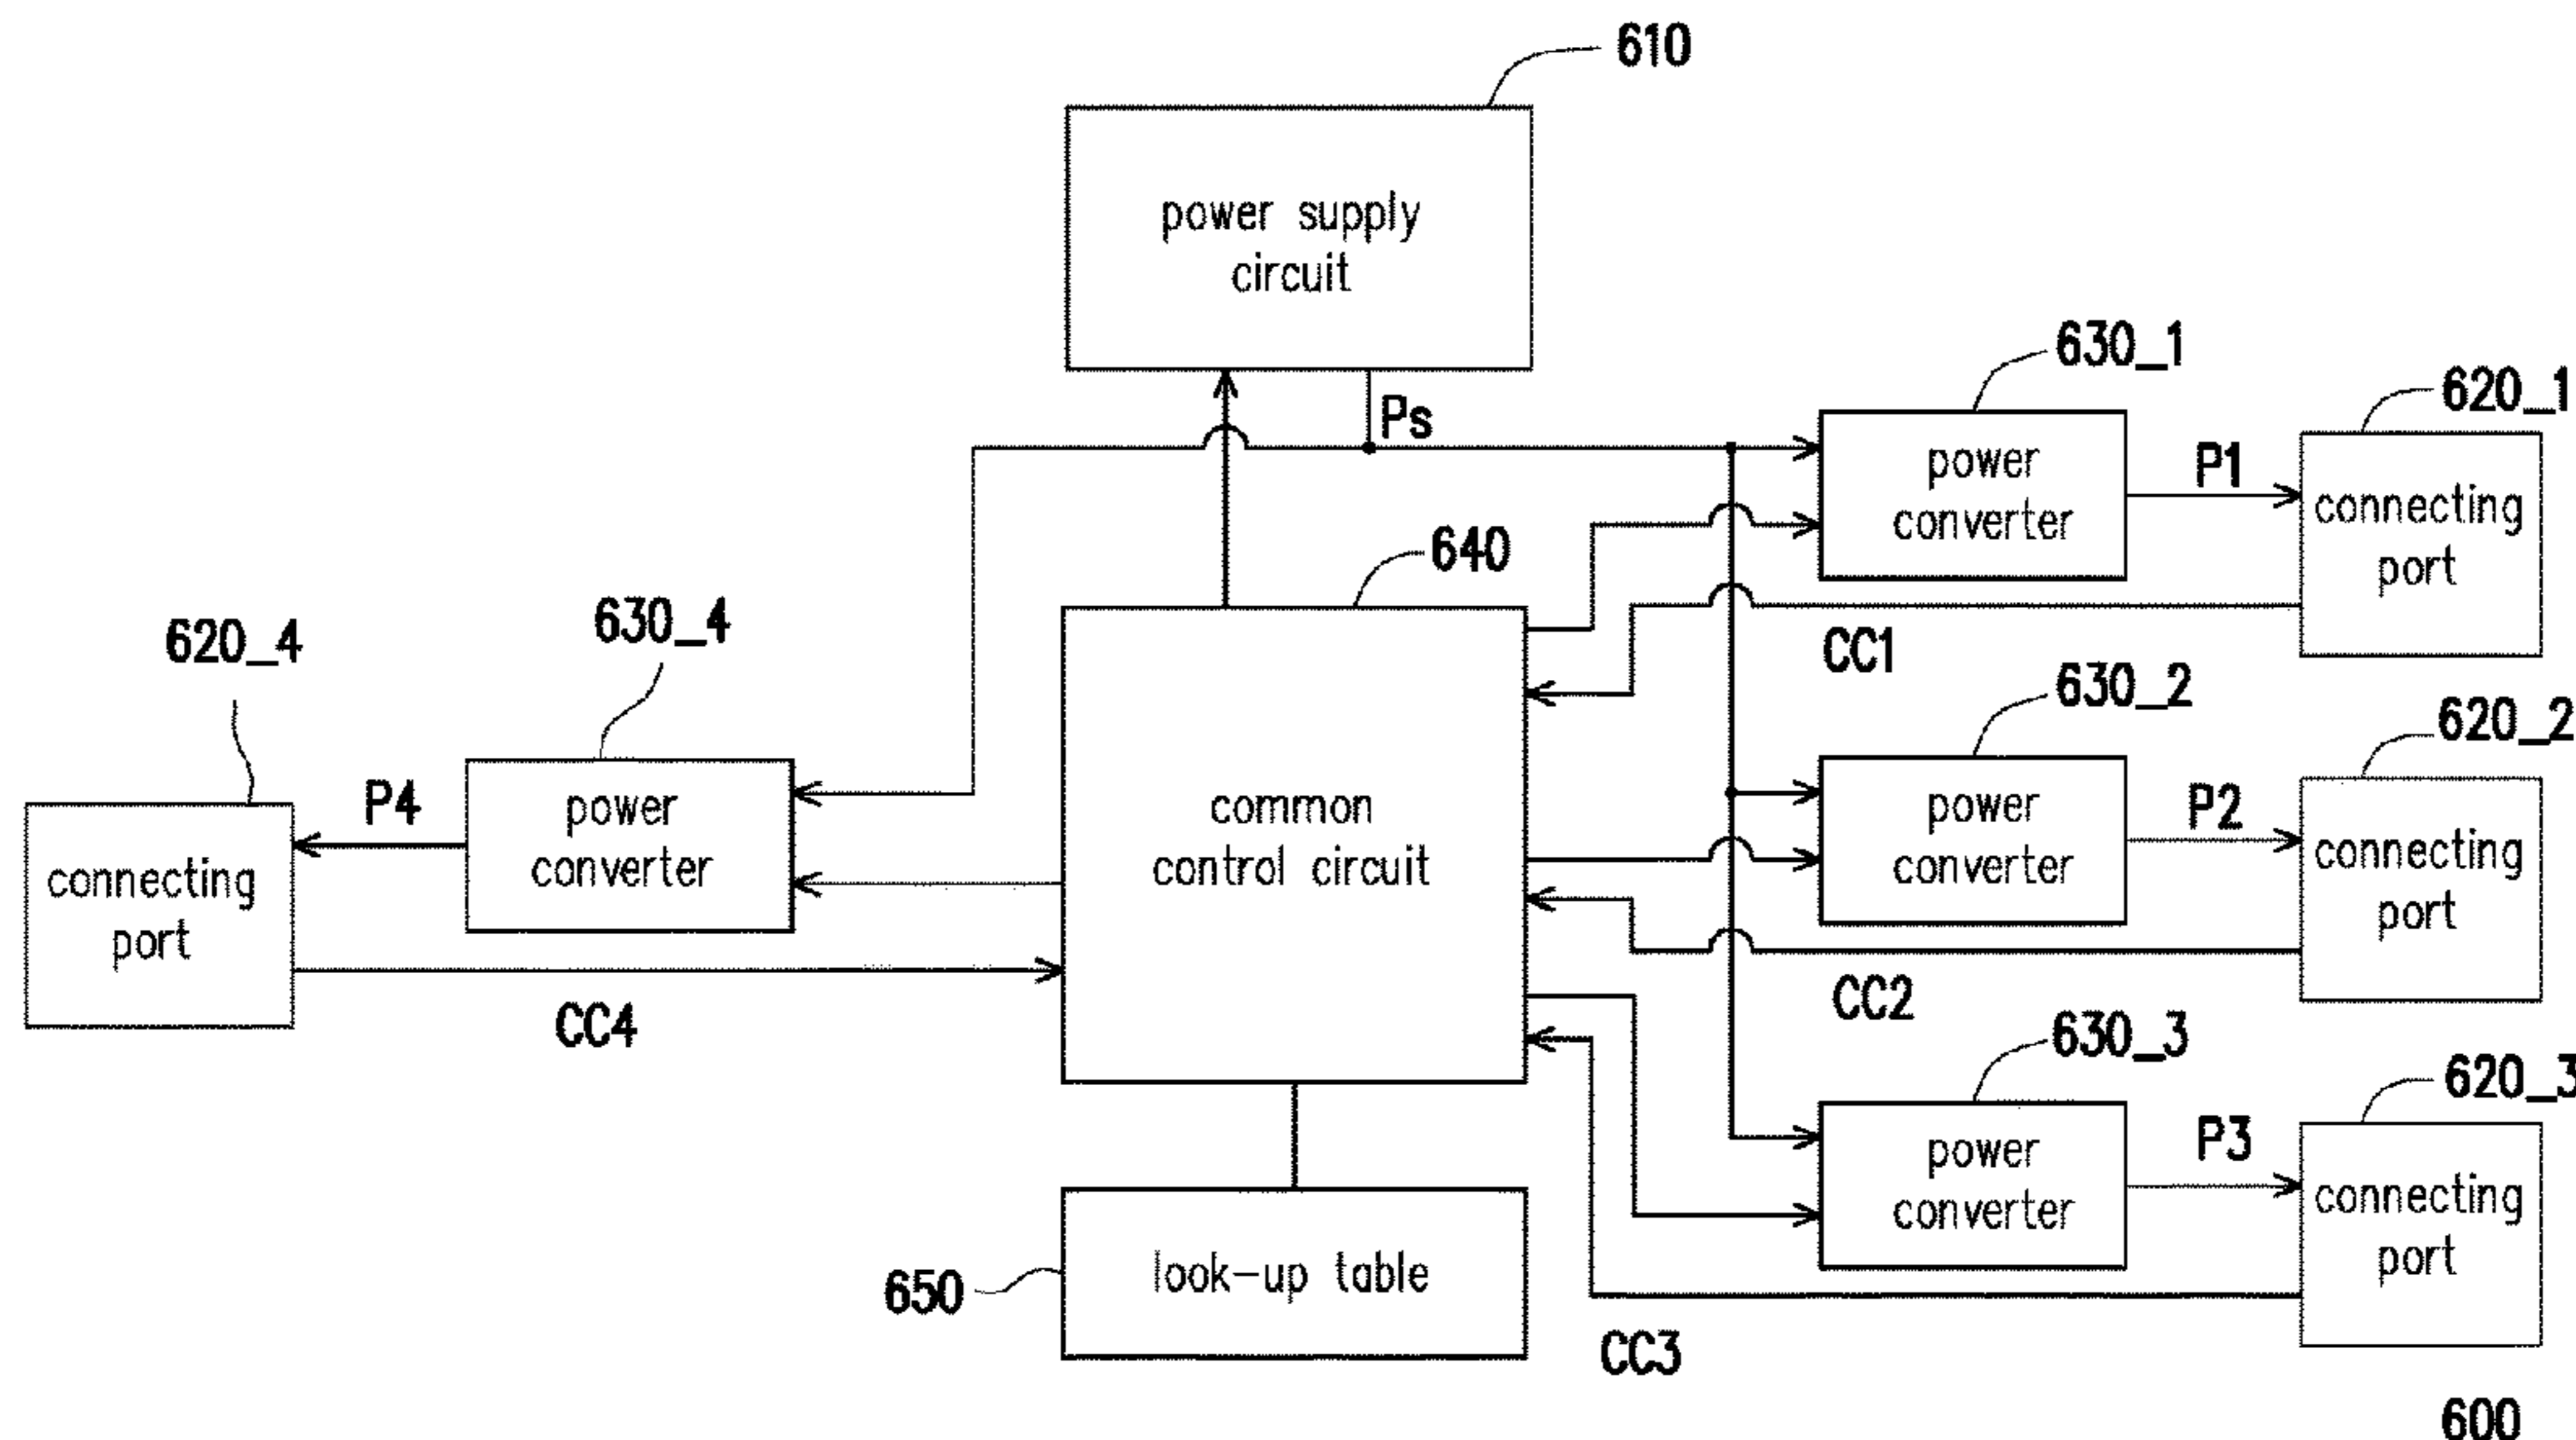 610
power supply
circuit
Ps
630_1
620_1
power
converter
P1
connecting
port
CC1
640
common
control circuit
620_4
630_4
connecting
port
P4
power
converter
CC4
630_2
620_2
power
converter
P2
connecting
port
CC2
630_3
620_3
power
converter
P3
connecting
port
CC3
650
look-up table
600